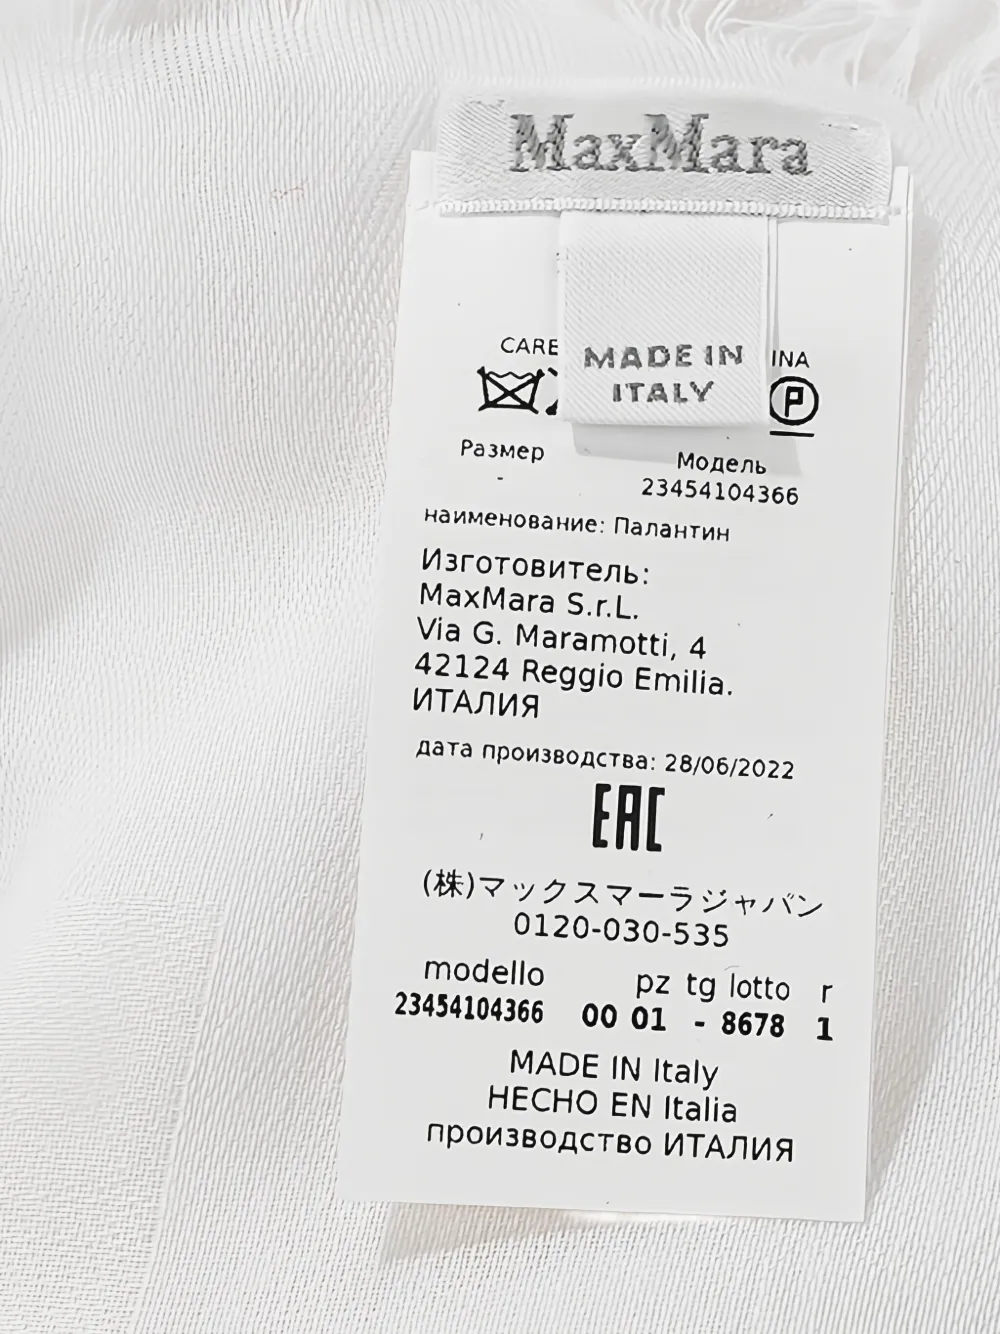 MaxMara
MADE IN
ITALY
CARE INA
P
Размер Модель
- 23454104366
наименование: Палантин
Изготовитель:
MaxMara S.r.L.
Via G. Maramotti, 4
42124 Reggio Emilia.
ИТАЛИЯ
дата производства: 28/06/2022
EAC
(株)マックスマーラジャパン
0120-030-535
modello pz tg lotto r
23454104366 00 01 - 8678 1
MADE IN Italy
HECHO EN Italia
производство ИТАЛИЯ